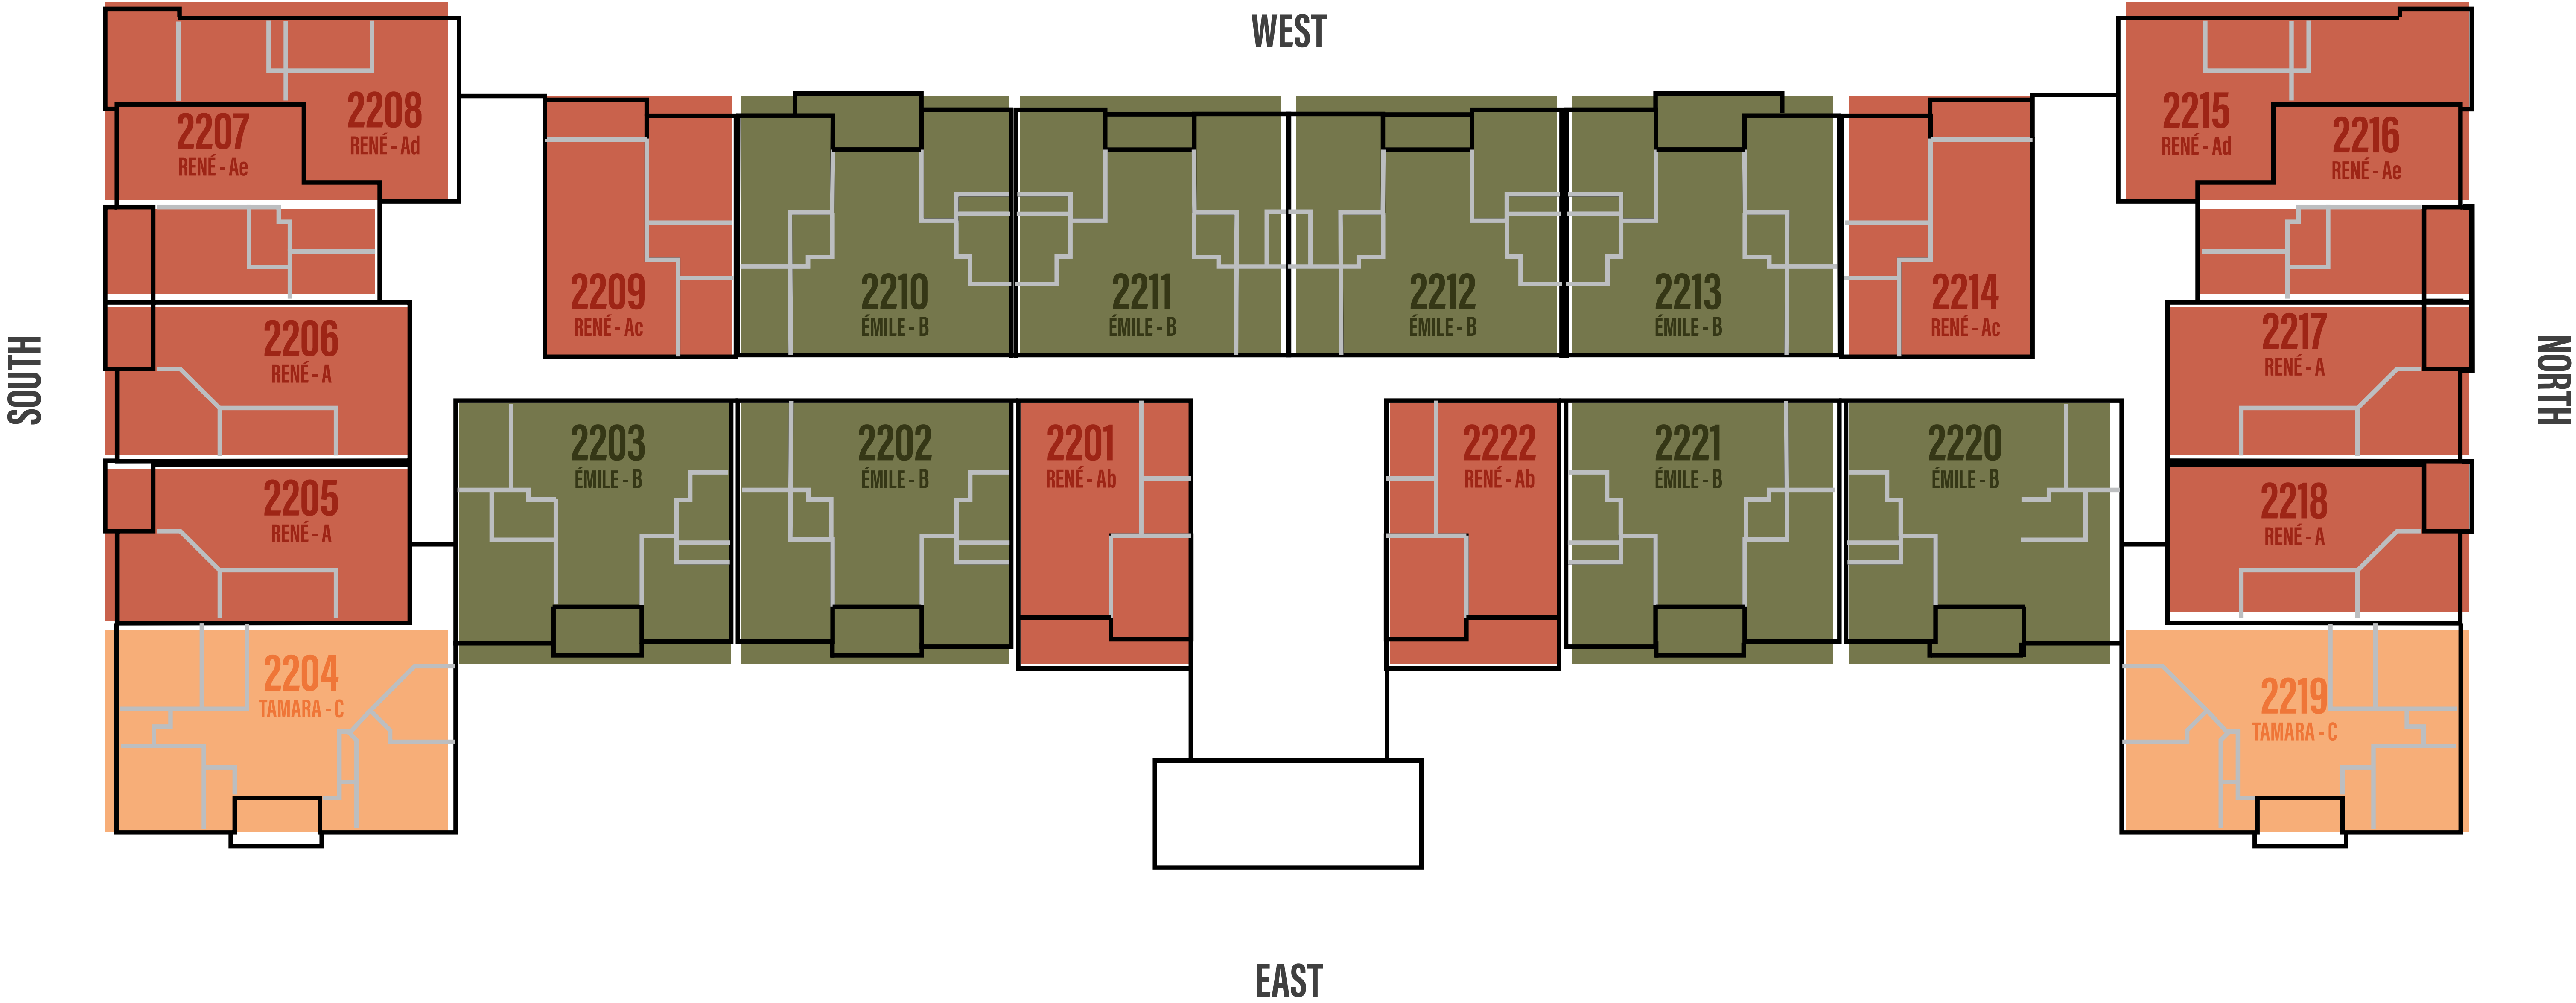 WEST
2207
RENÉ - Ae
2208
RENÉ - Ad
2215
RENÉ - Ad
2216
RENÉ - Ae
2209
RENÉ - Ac
2210
ÉMILE - B
2211
ÉMILE - B
2212
ÉMILE - B
2213
ÉMILE - B
2214
RENÉ - Ac
SOUTH
2206
RENÉ - A
2217
RENÉ - A
NORTH
2205
RENÉ - A
2203
ÉMILE - B
2202
ÉMILE - B
2201
RENÉ - Ab
2222
RENÉ - Ab
2221
ÉMILE - B
2220
ÉMILE - B
2218
RENÉ - A
2204
TAMARA - C
2219
TAMARA - C
EAST